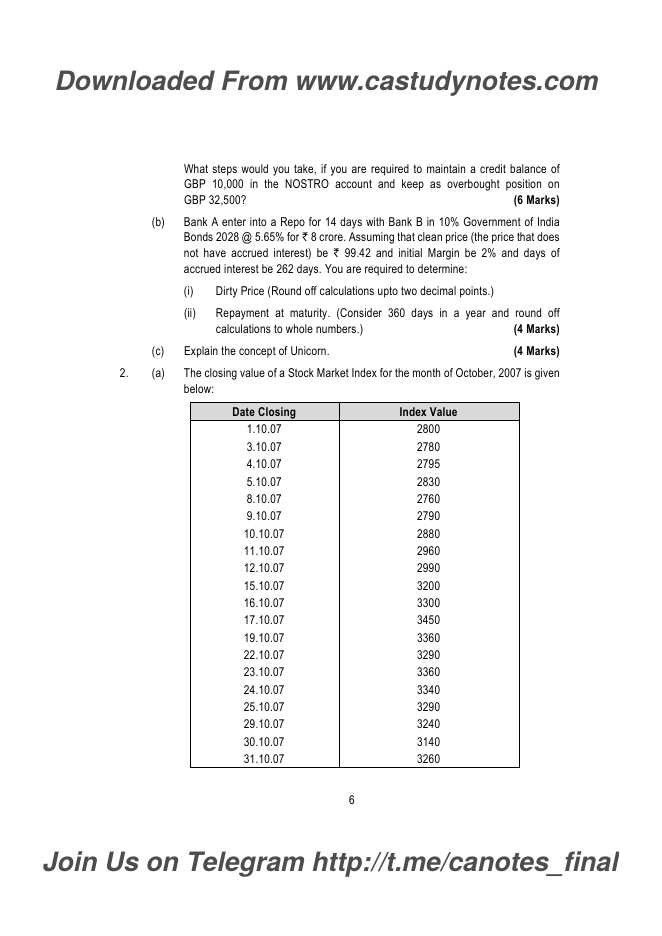 Downloaded From www.castudynotes.com
What steps would you take, if you are required to maintain a credit balance of
GBP 10,000 in the NOSTRO account and keep as overbought position on
GBP 32,500? (6 Marks)
(b) Bank A enter into a Repo for 14 days with Bank B in 10% Government of India
Bonds 2028 @ 5.65% for ₹ 8 crore. Assuming that clean price (the price that does
not have accrued interest) be ₹ 99.42 and initial Margin be 2% and days of
accrued interest be 262 days. You are required to determine:
(i) Dirty Price (Round off calculations upto two decimal points.)
(ii) Repayment at maturity. (Consider 360 days in a year and round off
calculations to whole numbers.) (4 Marks)
(c) Explain the concept of Unicorn. (4 Marks)
2. (a) The closing value of a Stock Market Index for the month of October, 2007 is given
below:
Date Closing Index Value
1.10.07 2800
3.10.07 2780
4.10.07 2795
5.10.07 2830
8.10.07 2760
9.10.07 2790
10.10.07 2880
11.10.07 2960
12.10.07 2990
15.10.07 3200
16.10.07 3300
17.10.07 3450
19.10.07 3360
22.10.07 3290
23.10.07 3360
24.10.07 3340
25.10.07 3290
29.10.07 3240
30.10.07 3140
31.10.07 3260
6
Join Us on Telegram http://t.me/canotes_final